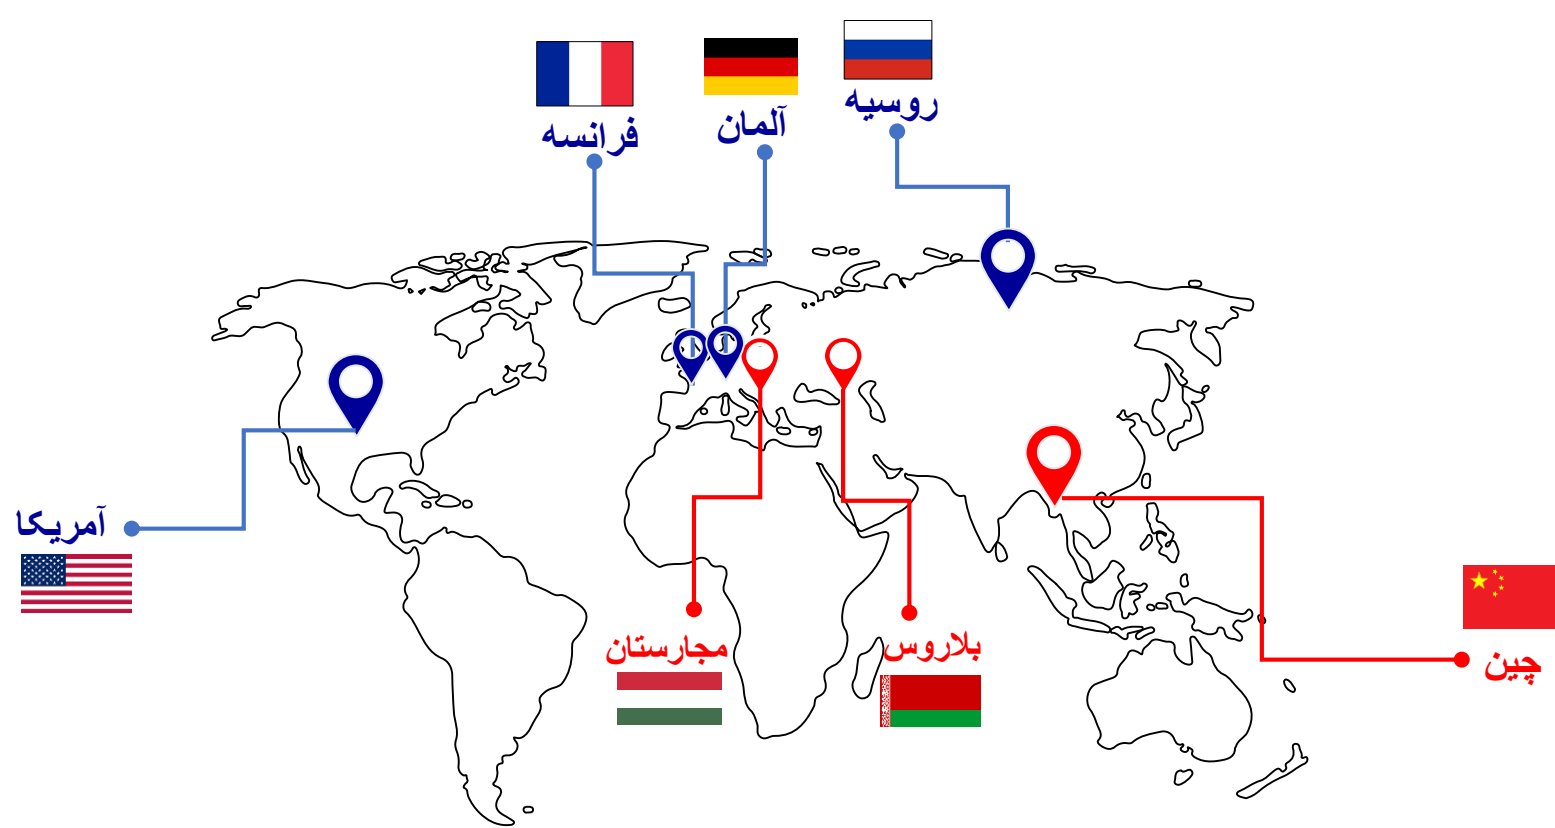 روسیه
آلمان
فرانسه
آمریکا
مجارستان
بلاروس
چین